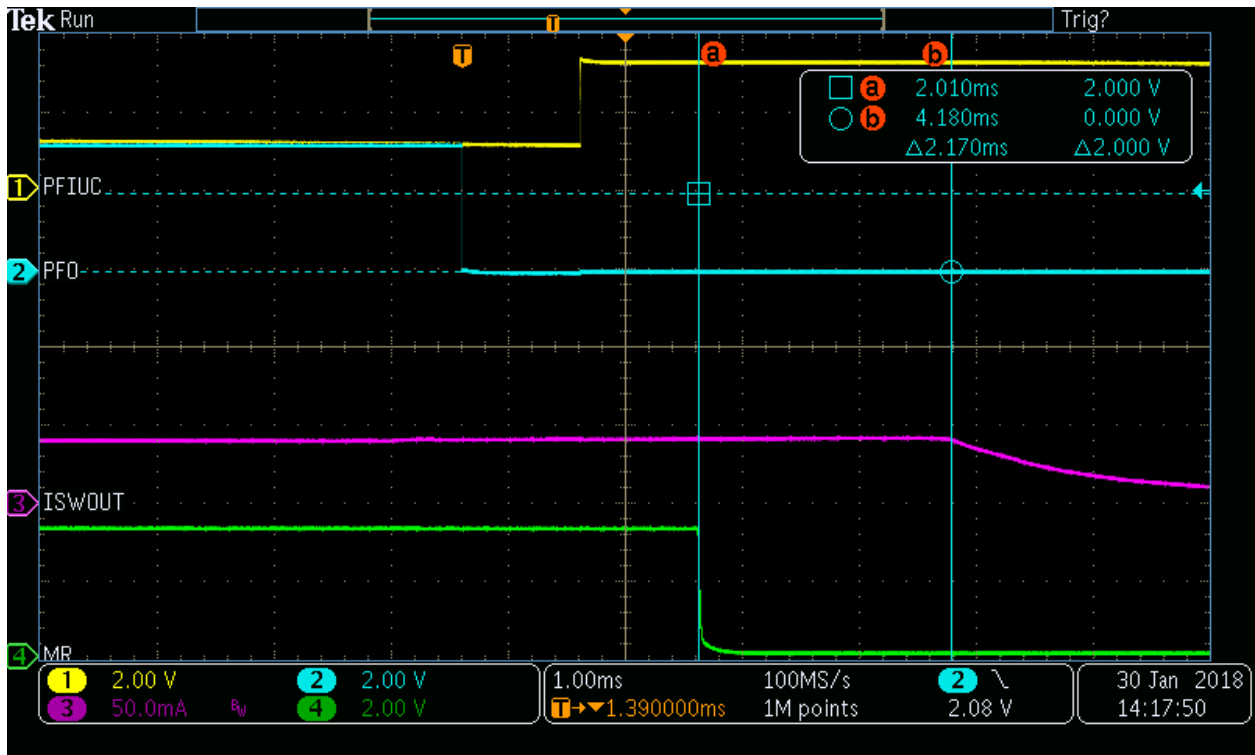 Tek Run Trig?
T
T
a b
a 2.010ms 2.000 V
b 4.180ms 0.000 V
Δ2.170ms Δ2.000 V
1 PFIUC
2 PFO
3 ISWOUT
4 MR
1 2.00 V 2 2.00 V 1.00ms 100MS/s 2 30 Jan 2018
3 50.0mA BW 4 2.00 V T→▼1.390000ms 1M points 2.08 V 14:17:50